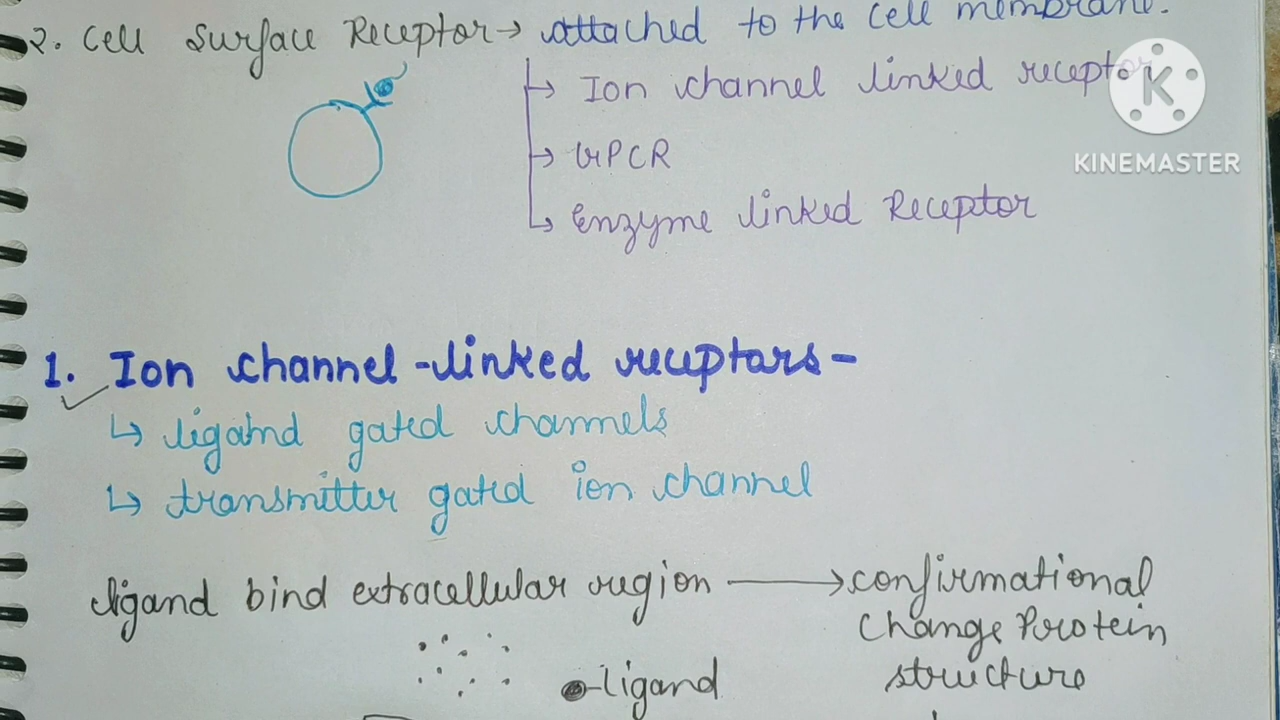 2. Cell Surface Receptor → attached to the cell membrane.
→ Ion channel linked receptor
→ GPCR
→ Enzyme linked Receptor
K
KINEMASTER
1. Ion channel -linked receptars -
↳ ligand gated channels
↳ transmitter gated ion channel
ligand bind extracellular region → confirmational
change Protein
structure
-ligand